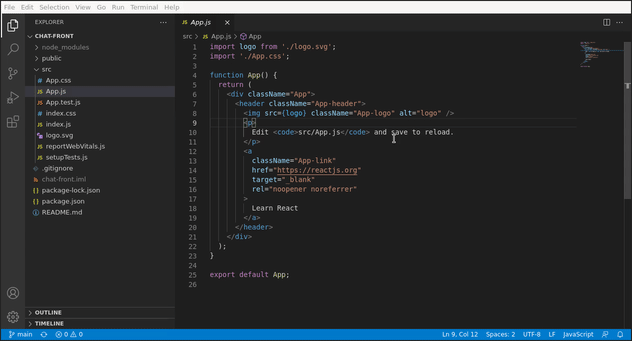 File Edit Selection View Go Run Terminal Help
EXPLORER ···
CHAT-FRONT
node_modules
public
src
App.css
App.js
App.test.js
index.css
index.js
logo.svg
reportWebVitals.js
setupTests.js
.gitignore
chat-front.iml
package-lock.json
package.json
README.md
OUTLINE
TIMELINE
JS App.js ×
src > JS App.js > App
1 import logo from './logo.svg';
2 import './App.css';
3
4 function App() {
5 return (
6 <div className="App">
7 <header className="App-header">
8 <img src={logo} className="App-logo" alt="logo" />
9 <p>
10 Edit <code>src/App.js</code> and save to reload.
11 </p>
12 <a
13 className="App-link"
14 href="https://reactjs.org"
15 target="_blank"
16 rel="noopener noreferrer"
17 >
18 Learn React
19 </a>
20 </header>
21 </div>
22 );
23 }
24
25 export default App;
26
main 0 0 Ln 9, Col 12 Spaces: 2 UTF-8 LF JavaScript